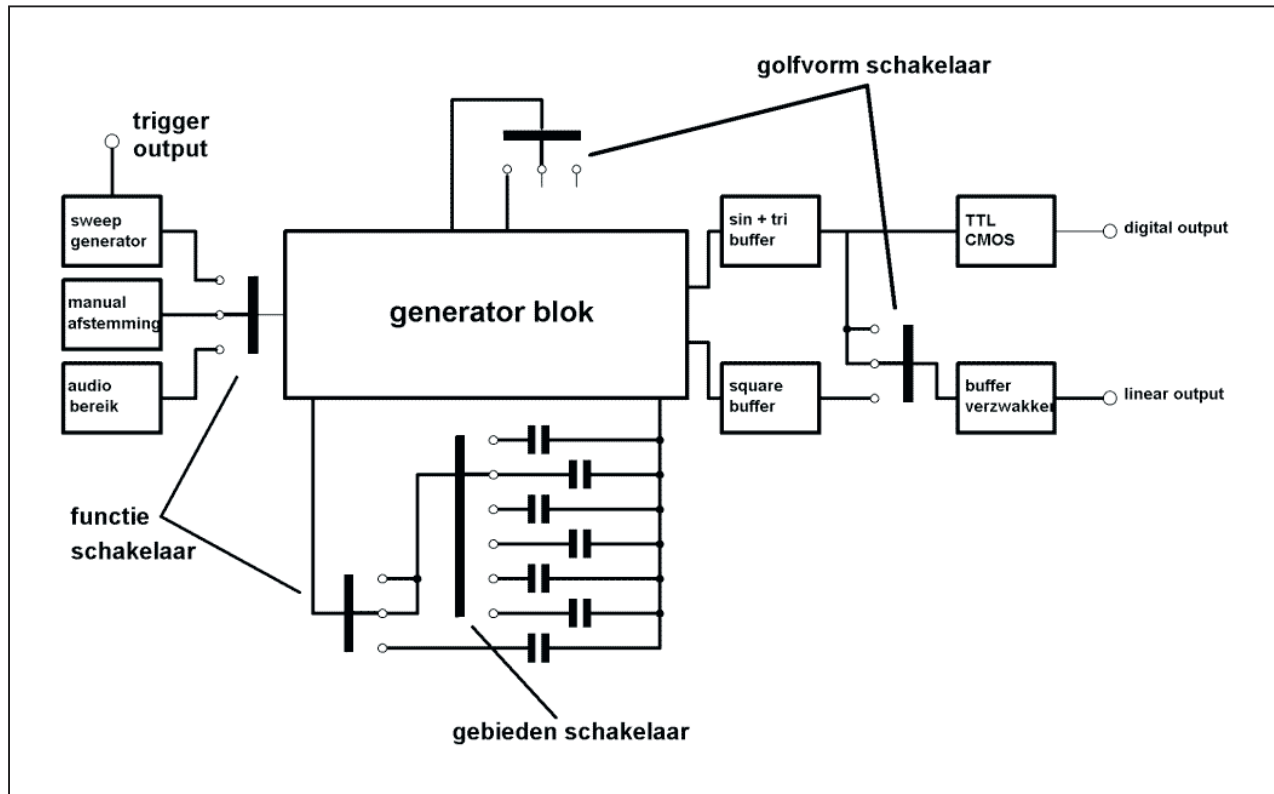 golfvorm schakelaar
trigger
output
sweep
generator
sin + tri
buffer
TTL
CMOS
digital output
manual
afstemming
generator blok
audio
bereik
square
buffer
buffer
verzwakker
linear output
functie
schakelaar
gebieden schakelaar